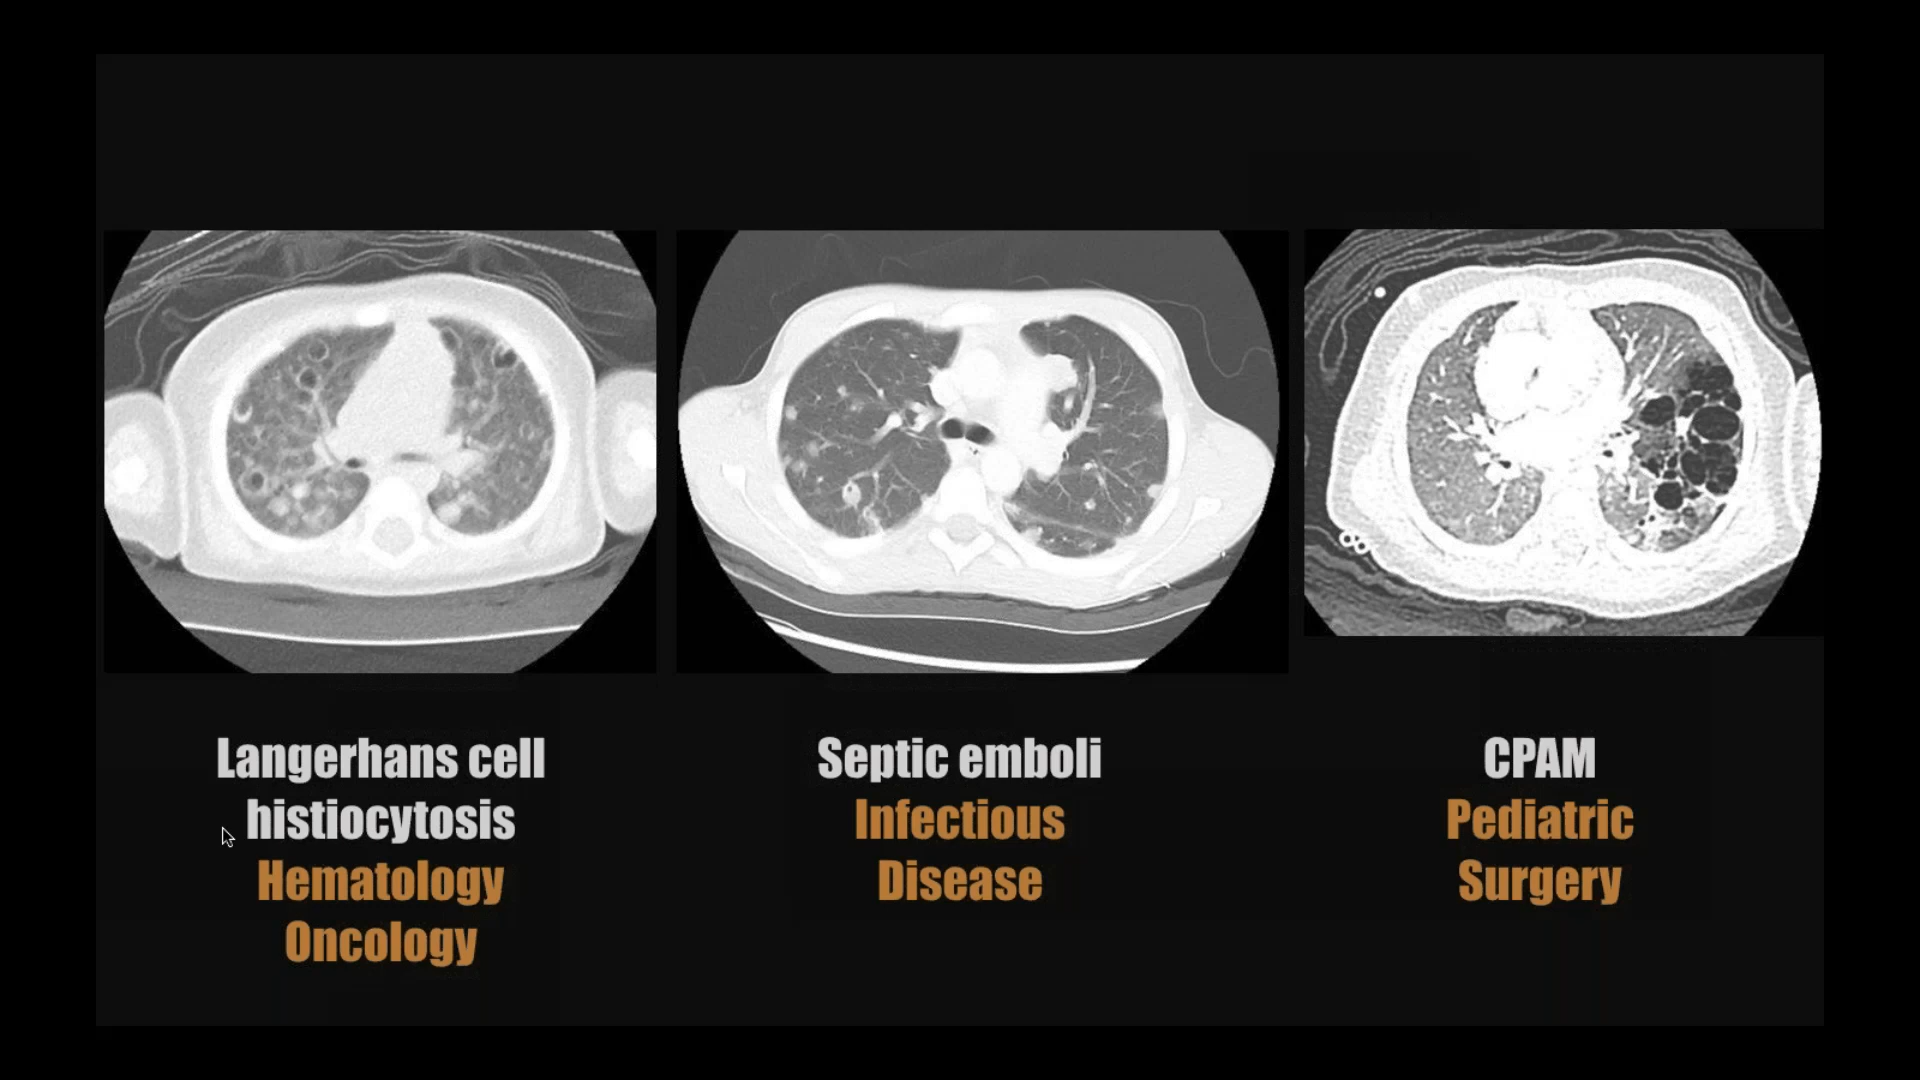 Langerhans cell
histiocytosis
Hematology
Oncology
Septic emboli
Infectious
Disease
CPAM
Pediatric
Surgery